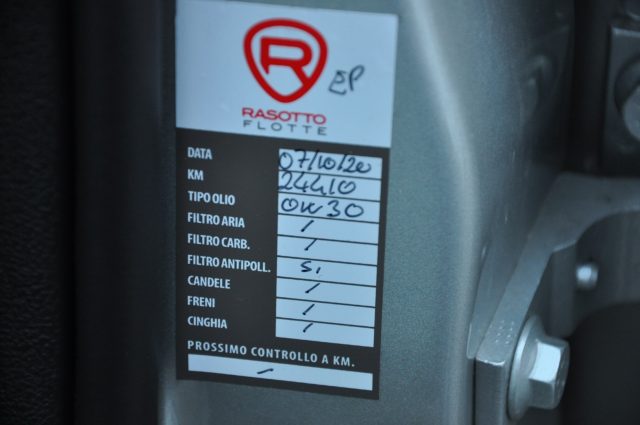 R
EP
RASOTTO
FLOTTE
DATA 07/10/20
KM 24410
TIPO OLIO 0W30
FILTRO ARIA /
FILTRO CARB. /
FILTRO ANTIPOLL. si
CANDELE /
FRENI /
CINGHIA /
PROSSIMO CONTROLLO A KM.
/